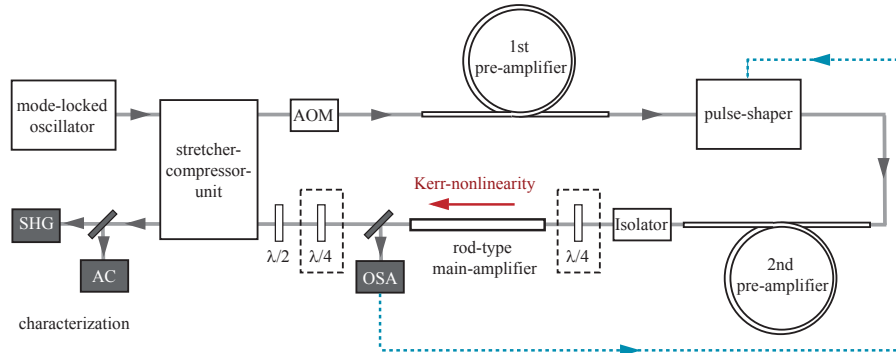 1st
pre-amplifier
mode-locked
oscillator
AOM
pulse-shaper
stretcher-
compressor-
unit
Kerr-nonlinearity
SHG
Isolator
λ/2
λ/4
rod-type
main-amplifier
λ/4
AC
OSA
2nd
pre-amplifier
characterization